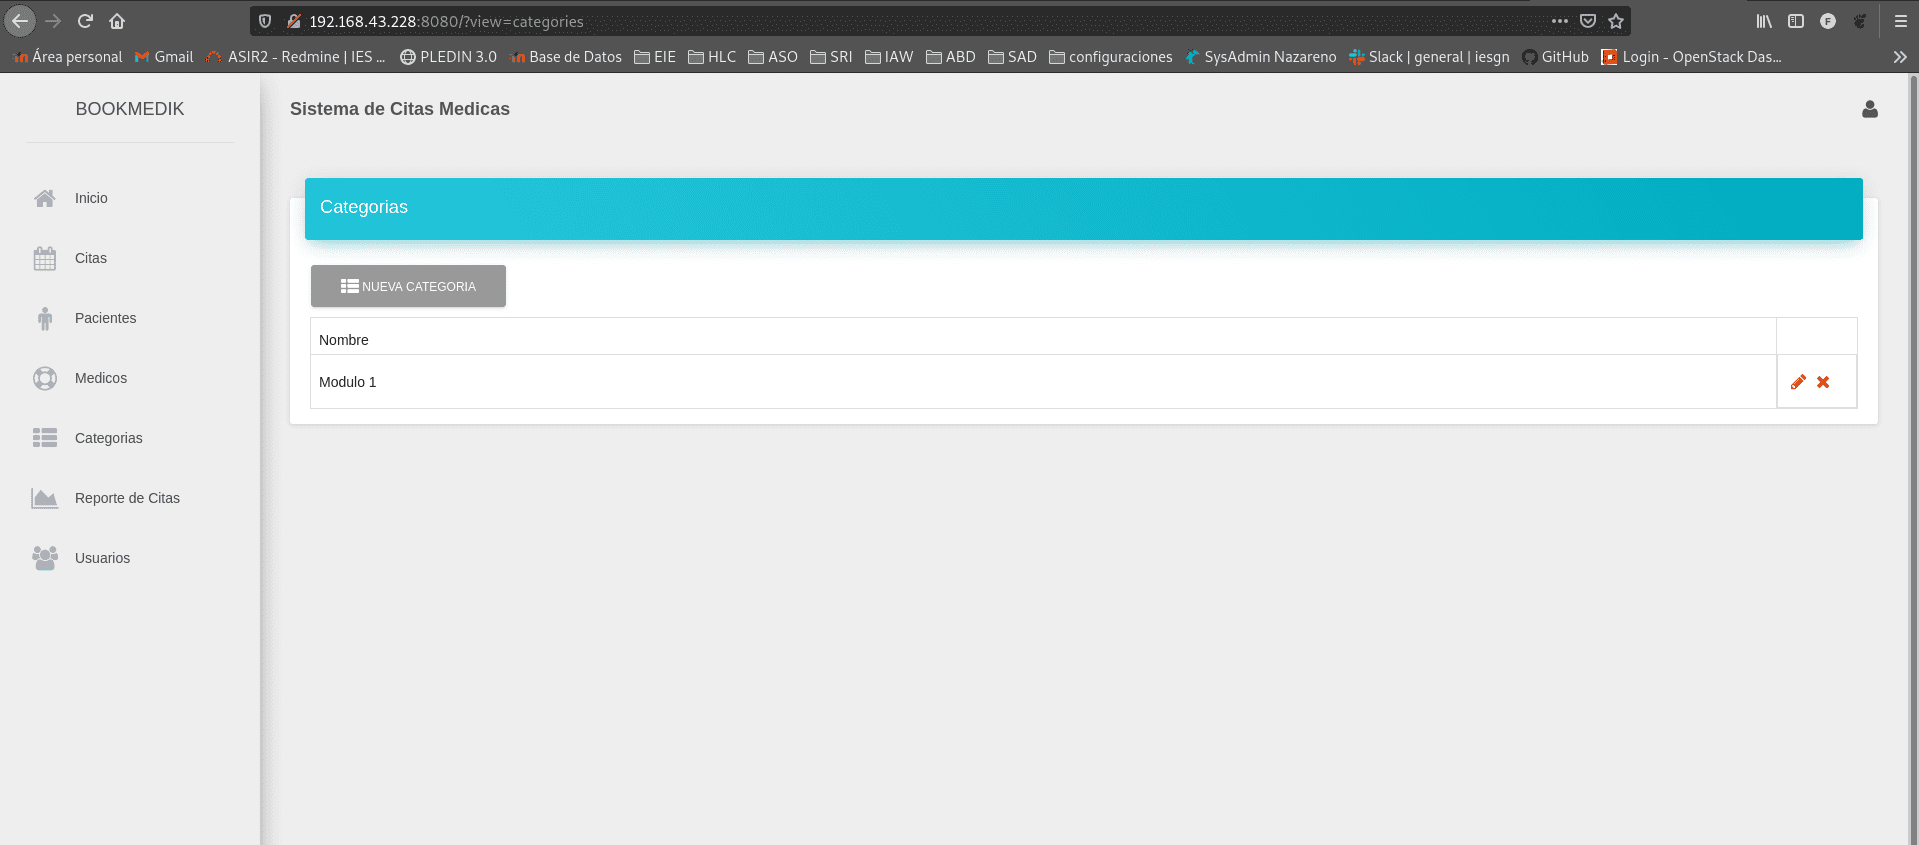 192.168.43.228:8080/?view=categories
Área personal Gmail ASIR2 - Redmine | IES ... PLEDIN 3.0 Base de Datos EIE HLC ASO SRI IAW ABD SAD configuraciones SysAdmin Nazareno Slack | general | iesgn GitHub Login - OpenStack Das...
BOOKMEDIK
Sistema de Citas Medicas
Inicio
Citas
Pacientes
Medicos
Categorias
Reporte de Citas
Usuarios
Categorias
NUEVA CATEGORIA
Nombre
Modulo 1